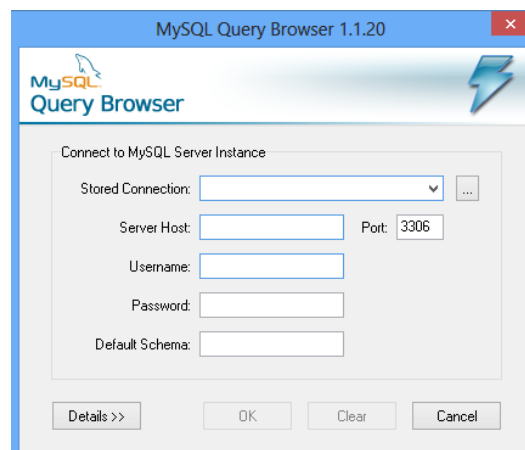 MySQL Query Browser 1.1.20
MySQL
Query Browser
Connect to MySQL Server Instance
Stored Connection:
...
Server Host:
Port: 3306
Username:
Password:
Default Schema:
Details >>
OK
Clear
Cancel